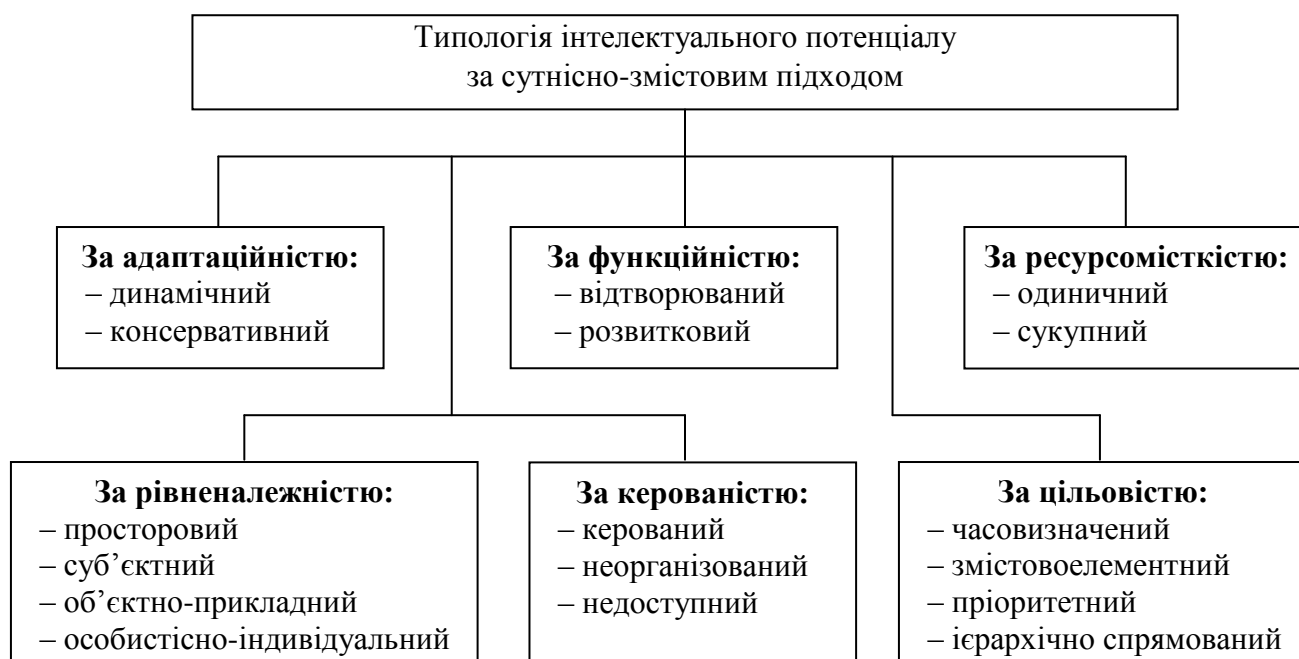 Типологія інтелектуального потенціалу
за сутнісно-змістовим підходом
За адаптаційністю:
– динамічний
– консервативний
За функційністю:
– відтворюваний
– розвитковий
За ресурсомісткістю:
– одиничний
– сукупний
За рівненалежністю:
– просторовий
– суб’єктний
– об’єктно-прикладний
– особистісно-індивідуальний
За керованістю:
– керований
– неорганізований
– недоступний
За цільовістю:
– часовизначений
– змістовоелементний
– пріоритетний
– ієрархічно спрямований